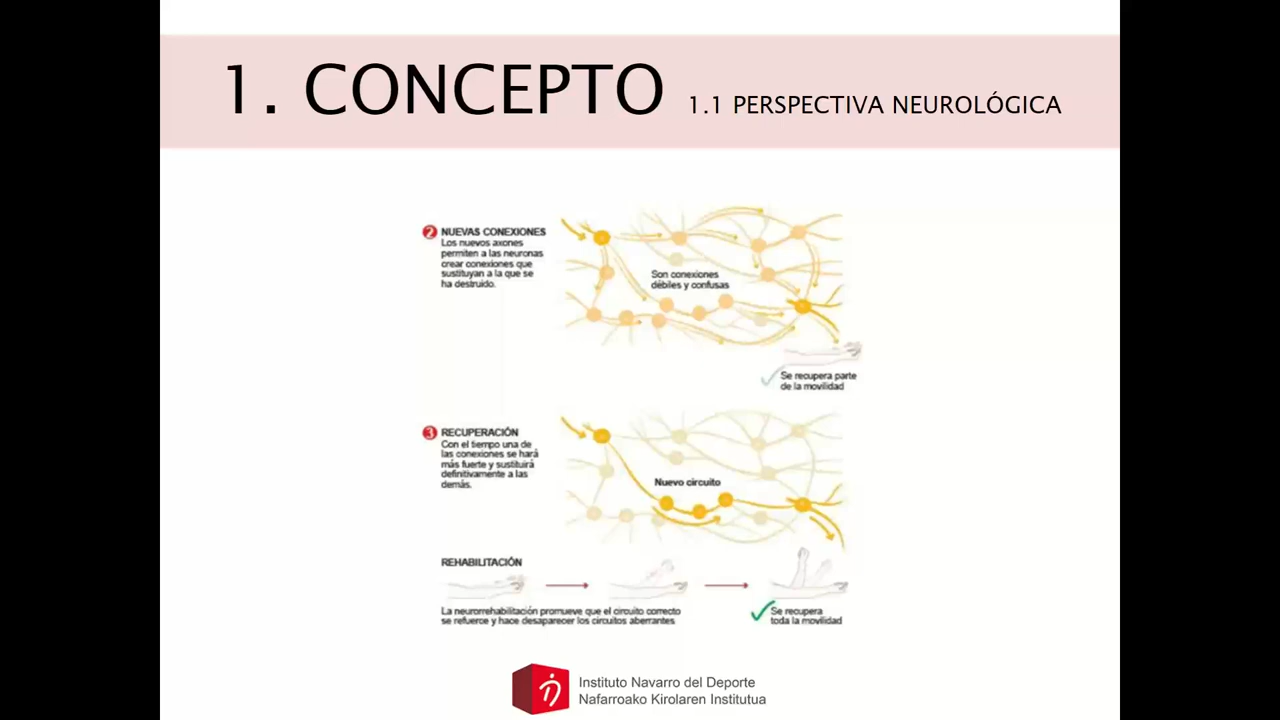 1. CONCEPTO 1.1 PERSPECTIVA NEUROLÓGICA
2 NUEVAS CONEXIONES
Los nuevos axones
permiten a las neuronas
crear conexiones que
sustituyan a la que se
ha destruido.
Son conexiones
débiles y confusas
Se recupera parte
de la movilidad
3 RECUPERACIÓN
Con el tiempo una de
las conexiones se hará
más fuerte y sustituirá
definitivamente a las
demás.
Nuevo circuito
REHABILITACIÓN
La neurorrehabilitación promueve que el circuito correcto
se refuerce y hace desaparecer los circuitos aberrantes
Se recupera
toda la movilidad
Instituto Navarro del Deporte
Nafarroako Kirolaren Institutua